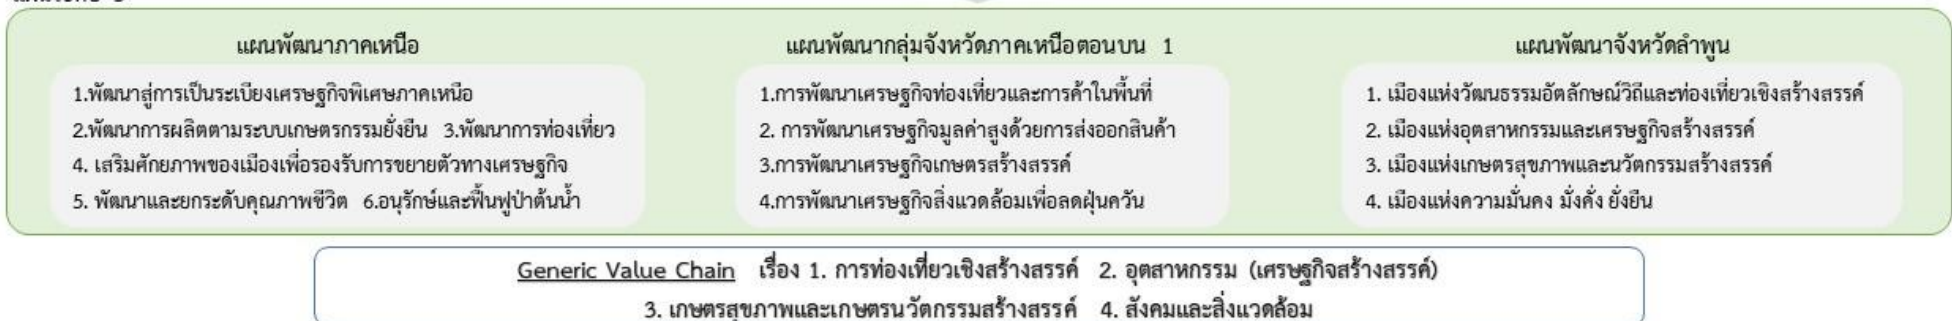 แผนพัฒนาภาคเหนือ
1.พัฒนาสู่การเป็นระเบียงเศรษฐกิจพิเศษภาคเหนือ
2.พัฒนาการผลิตตามระบบเกษตรกรรมยั่งยืน 3.พัฒนาการท่องเที่ยว
4. เสริมศักยภาพของเมืองเพื่อรองรับการขยายตัวทางเศรษฐกิจ
5. พัฒนาและยกระดับคุณภาพชีวิต 6.อนุรักษ์และฟื้นฟูป่าต้นน้ำ
แผนพัฒนากลุ่มจังหวัดภาคเหนือตอนบน 1
1.การพัฒนาเศรษฐกิจท่องเที่ยวและการค้าในพื้นที่
2. การพัฒนาเศรษฐกิจมูลค่าสูงด้วยการส่งออกสินค้า
3.การพัฒนาเศรษฐกิจเกษตรสร้างสรรค์
4.การพัฒนาเศรษฐกิจสิ่งแวดล้อมเพื่อลดฝุ่นควัน
แผนพัฒนาจังหวัดลำพูน
1. เมืองแห่งวัฒนธรรมอัตลักษณ์วิถีและท่องเที่ยวเชิงสร้างสรรค์
2. เมืองแห่งอุตสาหกรรมและเศรษฐกิจสร้างสรรค์
3. เมืองแห่งเกษตรสุขภาพและนวัตกรรมสร้างสรรค์
4. เมืองแห่งความมั่นคง มั่งคั่ง ยั่งยืน
Generic Value Chain เรื่อง 1. การท่องเที่ยวเชิงสร้างสรรค์ 2. อุตสาหกรรม (เศรษฐกิจสร้างสรรค์)
3. เกษตรสุขภาพและเกษตรนวัตกรรมสร้างสรรค์ 4. สังคมและสิ่งแวดล้อม